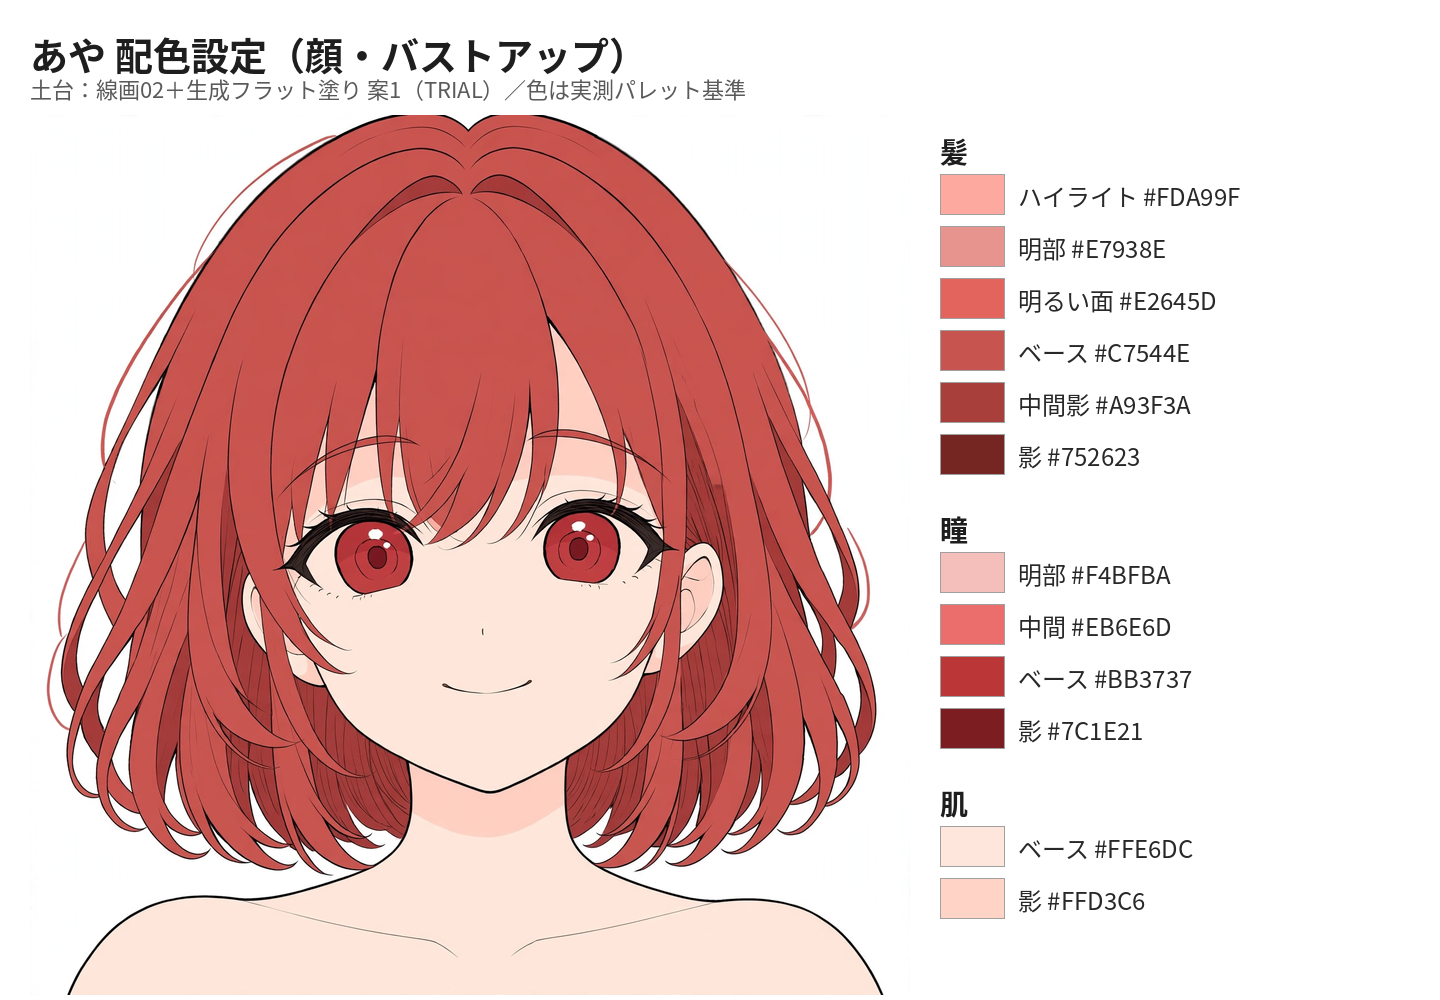 あや 配色設定（顔・バストアップ）
土台：線画02＋生成フラット塗り 案1（TRIAL）／色は実測パレット基準
髪
ハイライト #FDA99F
明部 #E7938E
明るい面 #E2645D
ベース #C7544E
中間影 #A93F3A
影 #752623
瞳
明部 #F4BFBA
中間 #EB6E6D
ベース #BB3737
影 #7C1E21
肌
ベース #FFE6DC
影 #FFD3C6